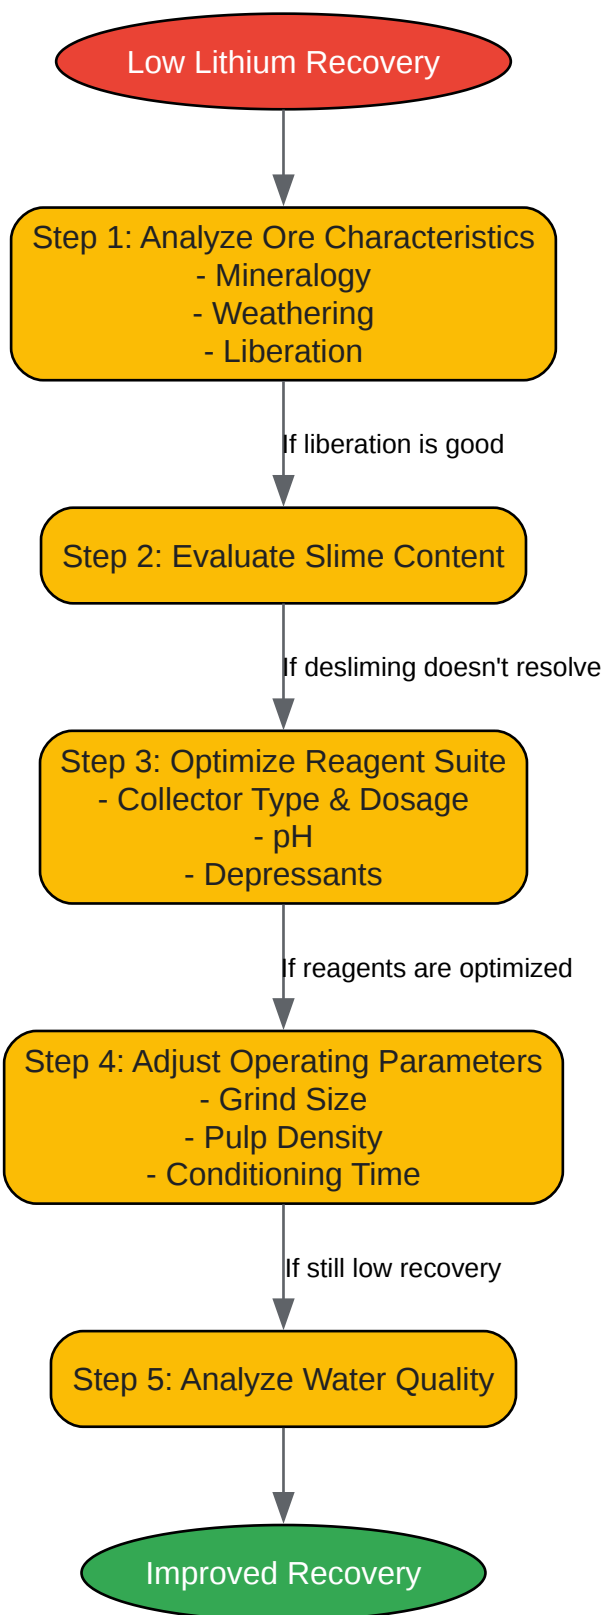 Low Lithium Recovery
Step 1: Analyze Ore Characteristics
- Mineralogy
- Weathering
- Liberation
If liberation is good
Step 2: Evaluate Slime Content
If desliming doesn't resolve
Step 3: Optimize Reagent Suite
- Collector Type & Dosage
- pH
- Depressants
If reagents are optimized
Step 4: Adjust Operating Parameters
- Grind Size
- Pulp Density
- Conditioning Time
If still low recovery
Step 5: Analyze Water Quality
Improved Recovery